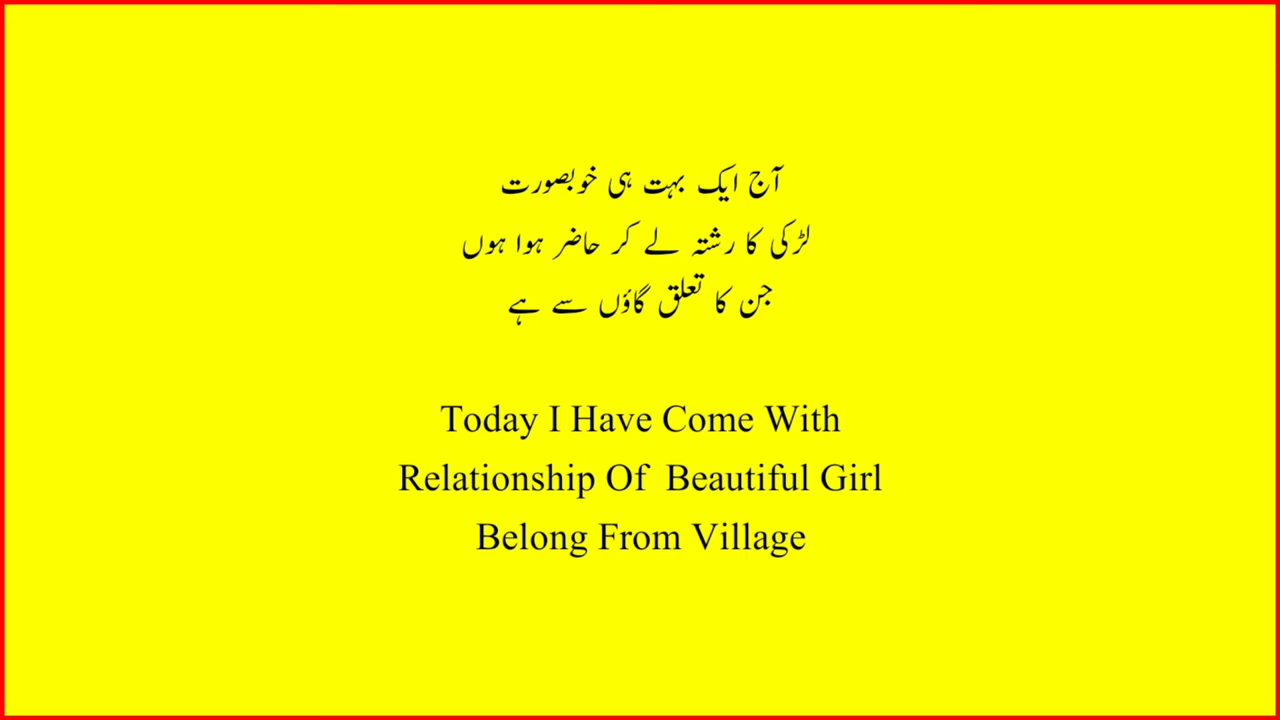 آج ایک بہت ہی خوبصورت
لڑکی کا رشتہ لے کر حاضر ہوا ہوں
جن کا تعلق گاؤں سے ہے
Today I Have Come With
Relationship Of  Beautiful Girl
Belong From Village